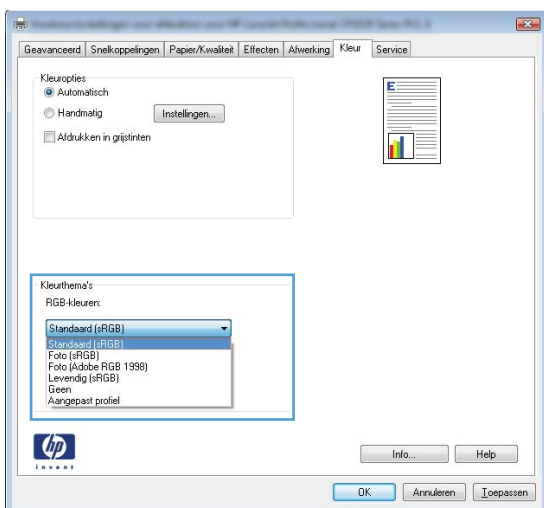 Geavanceerd Snelkoppelingen Papier/Kwaliteit Effecten Afwerking Kleur Service
Kleuropties
Automatisch
Handmatig Instellingen...
Afdrukken in grijstinten
E
Kleurthema's
RGB-kleuren:
Standaard (sRGB)
Standaard (sRGB)
Foto (sRGB)
Foto (Adobe RGB 1998)
Levendig (sRGB)
Geen
Aangepast profiel
hp
invent
Info... Help
OK Annuleren Toepassen